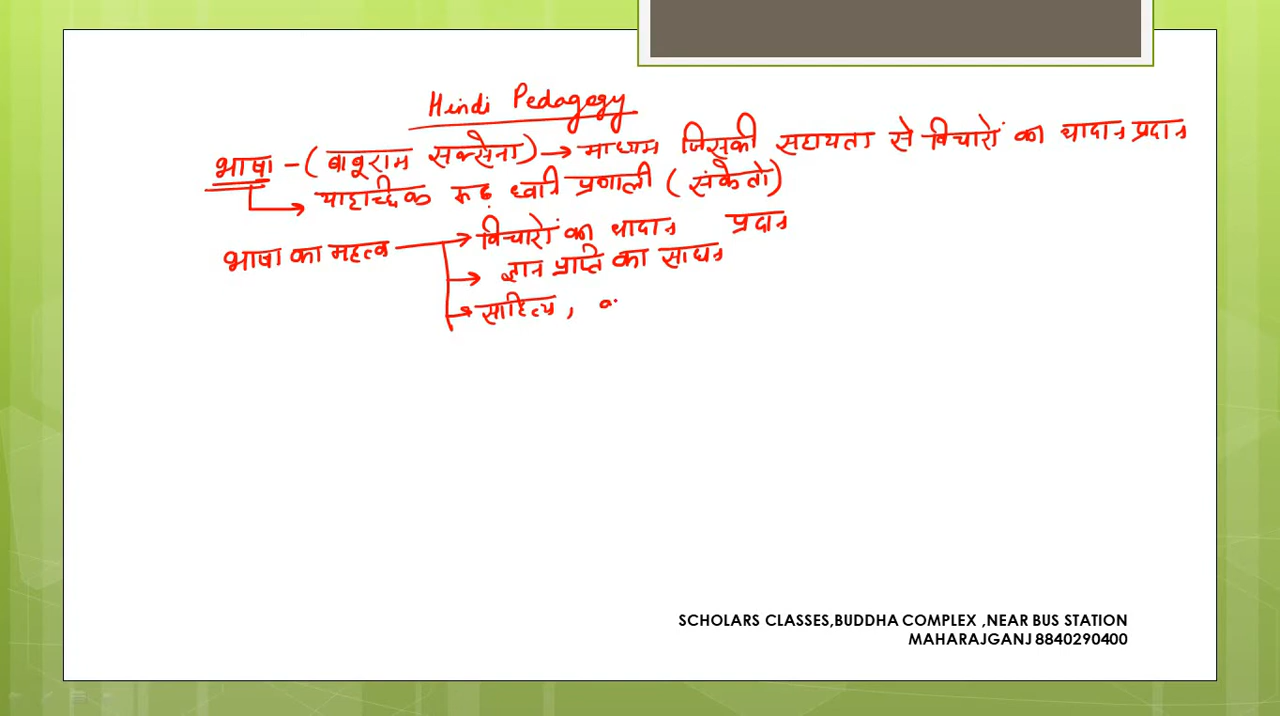 Hindi Pedagogy
भाषा - (बाबूराम सक्सेना) → माध्यम जिसकी सहायता से विचारों का आदान प्रदान
→ यादृच्छिक रूढ़ ध्वनि प्रणाली (संकेतो)
भाषा का महत्व → विचारों का आदान प्रदान
→ ज्ञान प्राप्ति का साधन
→ साहित्य,
SCHOLARS CLASSES,BUDDHA COMPLEX ,NEAR BUS STATION
MAHARAJGANJ 8840290400